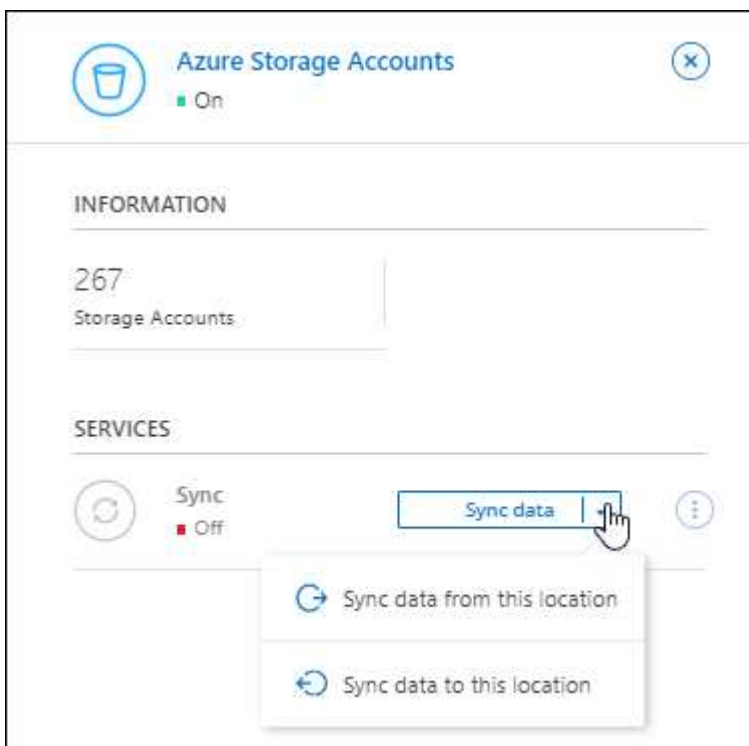 Azure Storage Accounts
On
INFORMATION
267
Storage Accounts
SERVICES
Sync
Off
Sync data
Sync data from this location
Sync data to this location